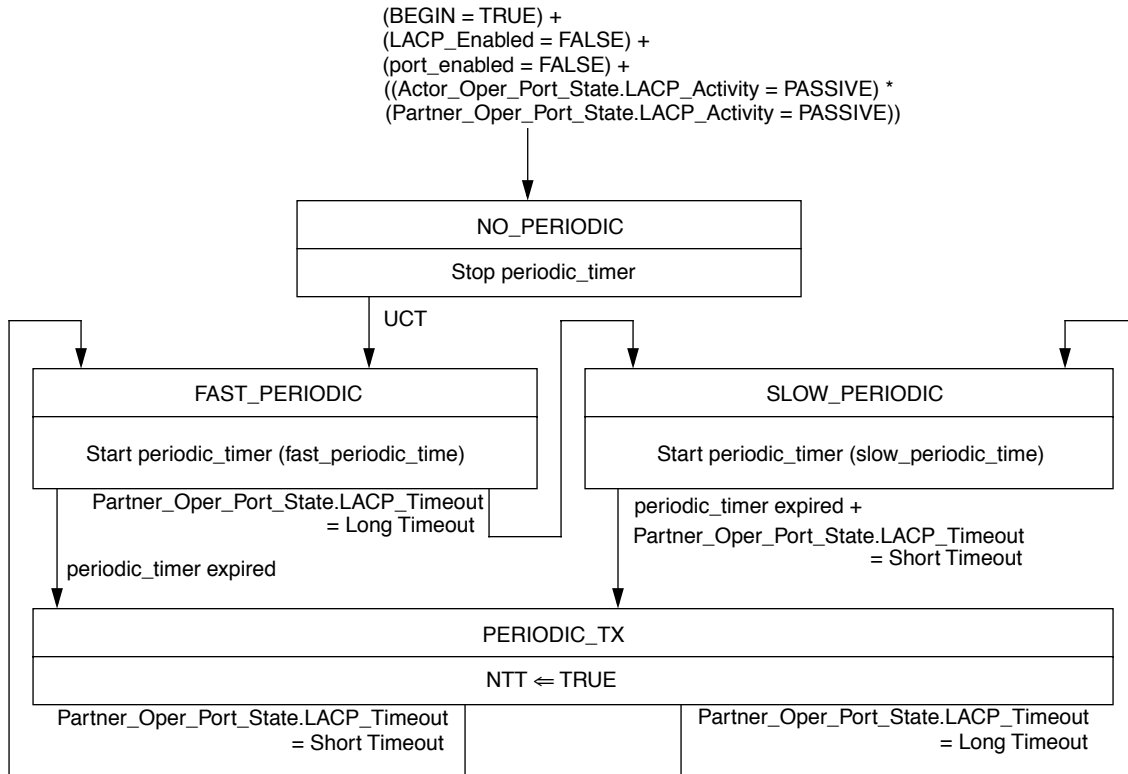 (BEGIN = TRUE) +
(LACP_Enabled = FALSE) +
(port_enabled = FALSE) +
((Actor_Oper_Port_State.LACP_Activity = PASSIVE) *
(Partner_Oper_Port_State.LACP_Activity = PASSIVE))
NO_PERIODIC
Stop periodic_timer
UCT
FAST_PERIODIC
Start periodic_timer (fast_periodic_time)
SLOW_PERIODIC
Start periodic_timer (slow_periodic_time)
Partner_Oper_Port_State.LACP_Timeout
= Long Timeout
periodic_timer expired
periodic_timer expired +
Partner_Oper_Port_State.LACP_Timeout
= Short Timeout
PERIODIC_TX
NTT ⇐ TRUE
Partner_Oper_Port_State.LACP_Timeout
= Short Timeout
Partner_Oper_Port_State.LACP_Timeout
= Long Timeout